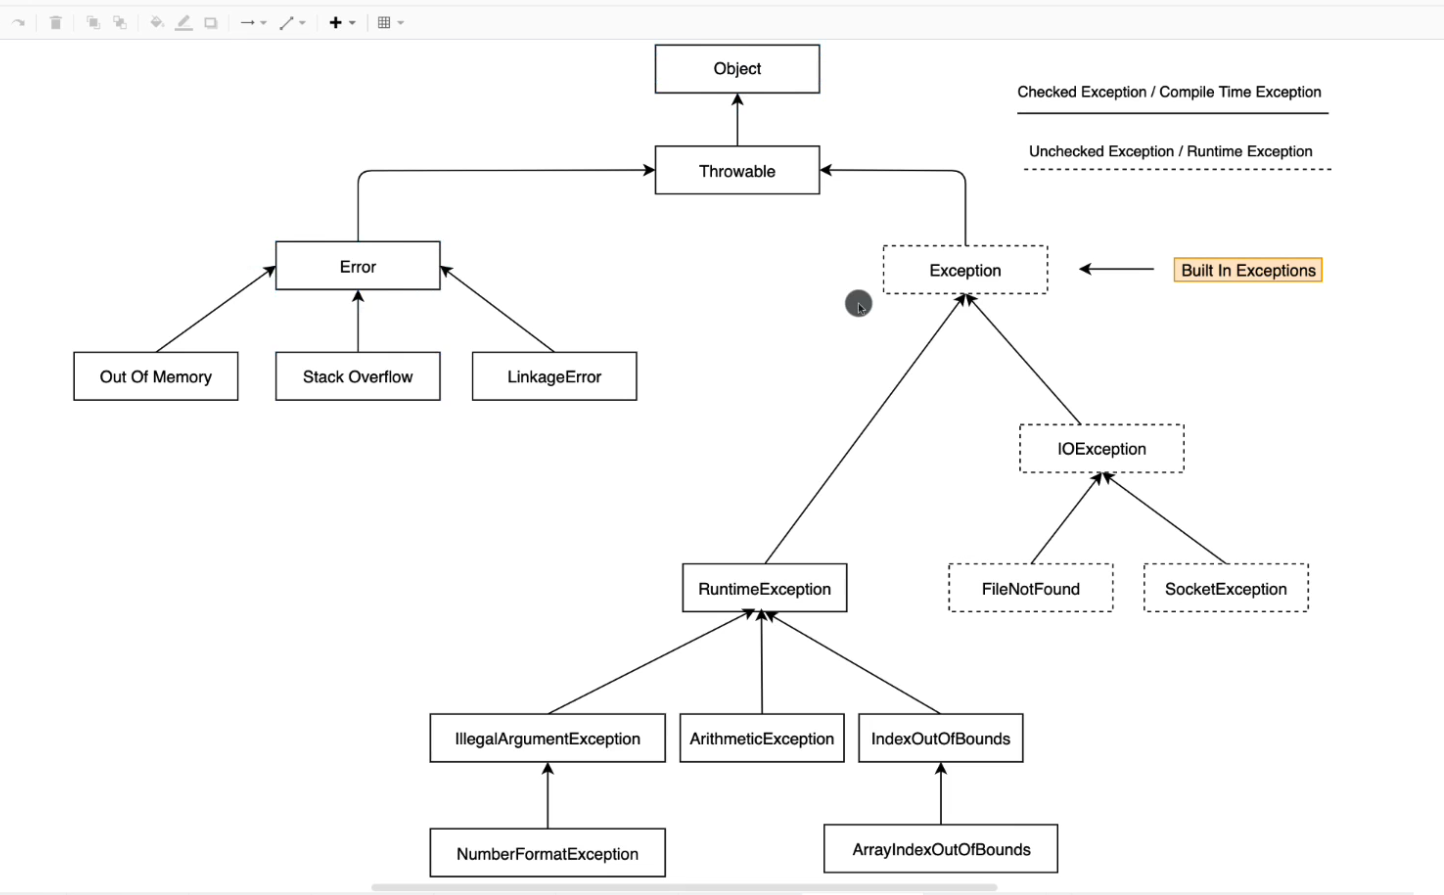 Object
Checked Exception / Compile Time Exception
Unchecked Exception / Runtime Exception
Throwable
Error
Exception
Built In Exceptions
Out Of Memory
Stack Overflow
LinkageError
IOException
RuntimeException
FileNotFound
SocketException
IllegalArgumentException
ArithmeticException
IndexOutOfBounds
NumberFormatException
ArrayIndexOutOfBounds